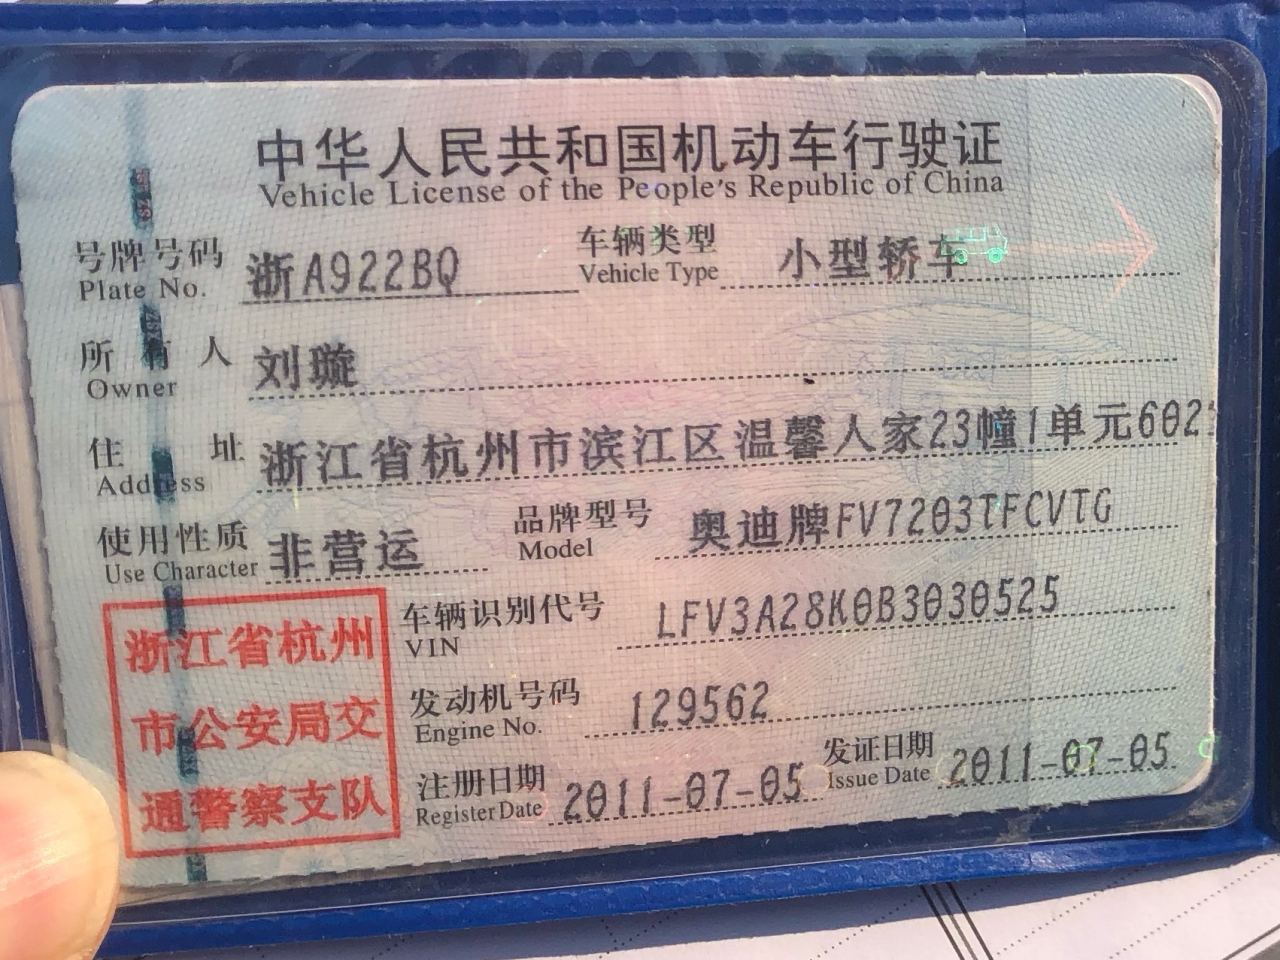 中华人民共和国机动车行驶证
Vehicle License of the People's Republic of China
号牌号码 浙A922BQ 车辆类型 小型轿车
Plate No. Vehicle Type
所有人 刘璇
Owner
住址 浙江省杭州市滨江区温馨人家23幢1单元602
Address
使用性质 非营运 品牌型号 奥迪牌FV7203TFCVTG
Use Character Model
车辆识别代号 LFV3A28K0B3030525
VIN
发动机号码 129562
Engine No.
注册日期 2011-07-05 发证日期 2011-07-05
Register Date Issue Date
浙江省杭州
市公安局交
通警察支队